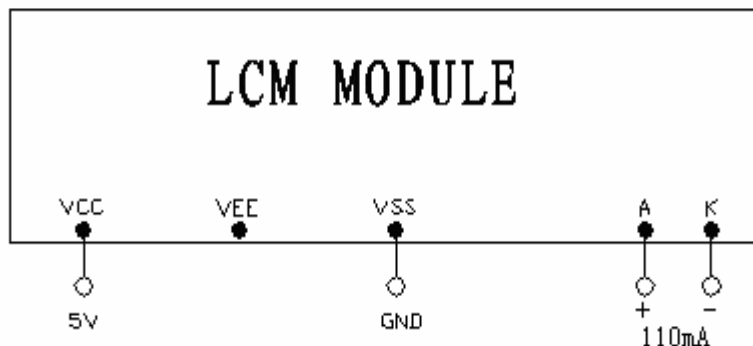 LCM MODULE
VCC VEE VSS A K
5V GND + -
110mA